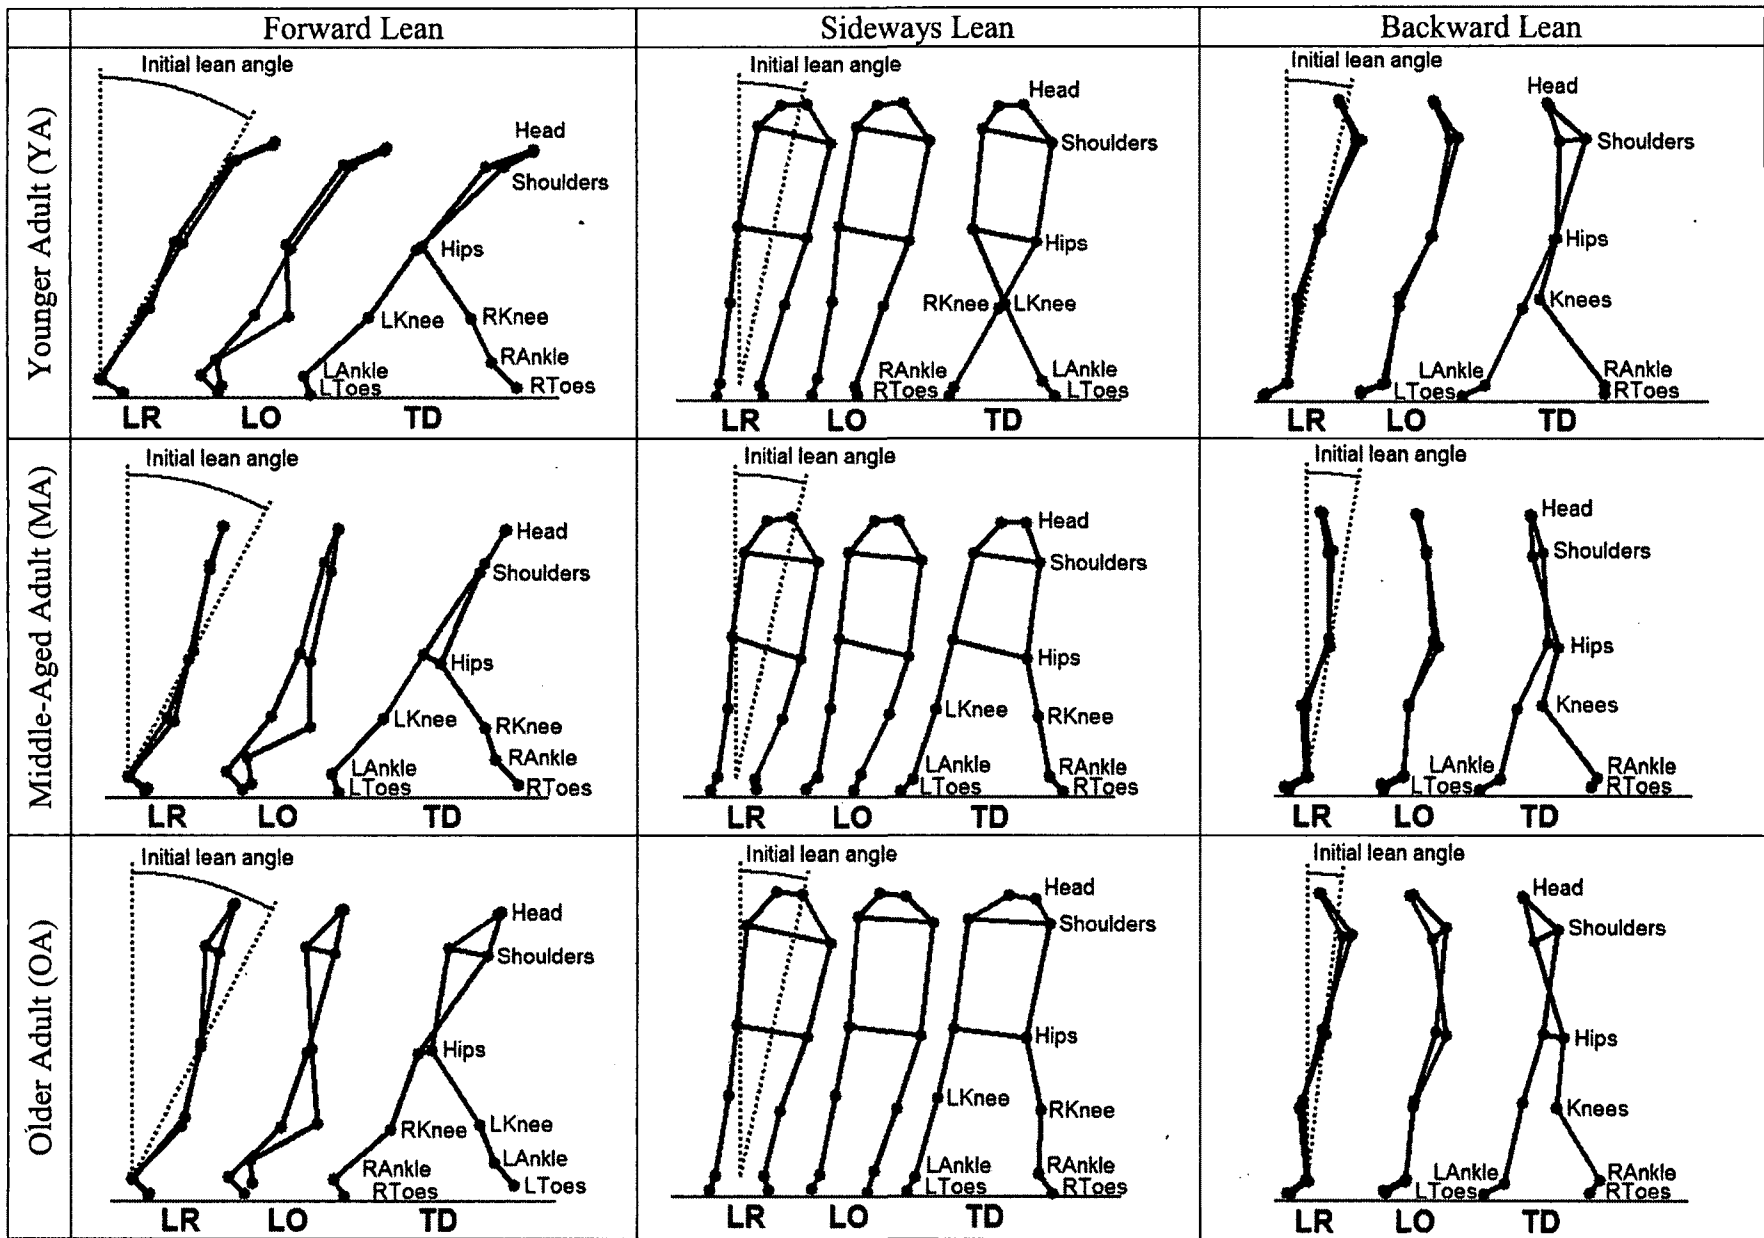 Forward Lean
Sideways Lean
Backward Lean
Younger Adult (YA)
Initial lean angle
Head
Shoulders
Hips
LKnee
RKnee
RAnkle
RToes
LAnkle
LToes
LR
LO
TD
Initial lean angle
Head
Shoulders
Hips
RKnee
LKnee
RAnkle
RToes
LAnkle
LToes
LR
LO
TD
Initial lean angle
Head
Shoulders
Hips
Knees
LAnkle
LToes
RAnkle
RToes
LR
LO
TD
Middle-Aged Adult (MA)
Initial lean angle
Head
Shoulders
Hips
LKnee
RKnee
RAnkle
RToes
LAnkle
LToes
LR
LO
TD
Initial lean angle
Head
Shoulders
Hips
LKnee
RKnee
LAnkle
LToes
RAnkle
RToes
LR
LO
TD
Initial lean angle
Head
Shoulders
Hips
Knees
LAnkle
LToes
RAnkle
RToes
LR
LO
TD
Older Adult (OA)
Initial lean angle
Head
Shoulders
Hips
RKnee
LKnee
RAnkle
RToes
LAnkle
LToes
LR
LO
TD
Initial lean angle
Head
Shoulders
Hips
LKnee
RKnee
LAnkle
LToes
RAnkle
RToes
LR
LO
TD
Initial lean angle
Head
Shoulders
Hips
Knees
LAnkle
LToes
RAnkle
RToes
LR
LO
TD